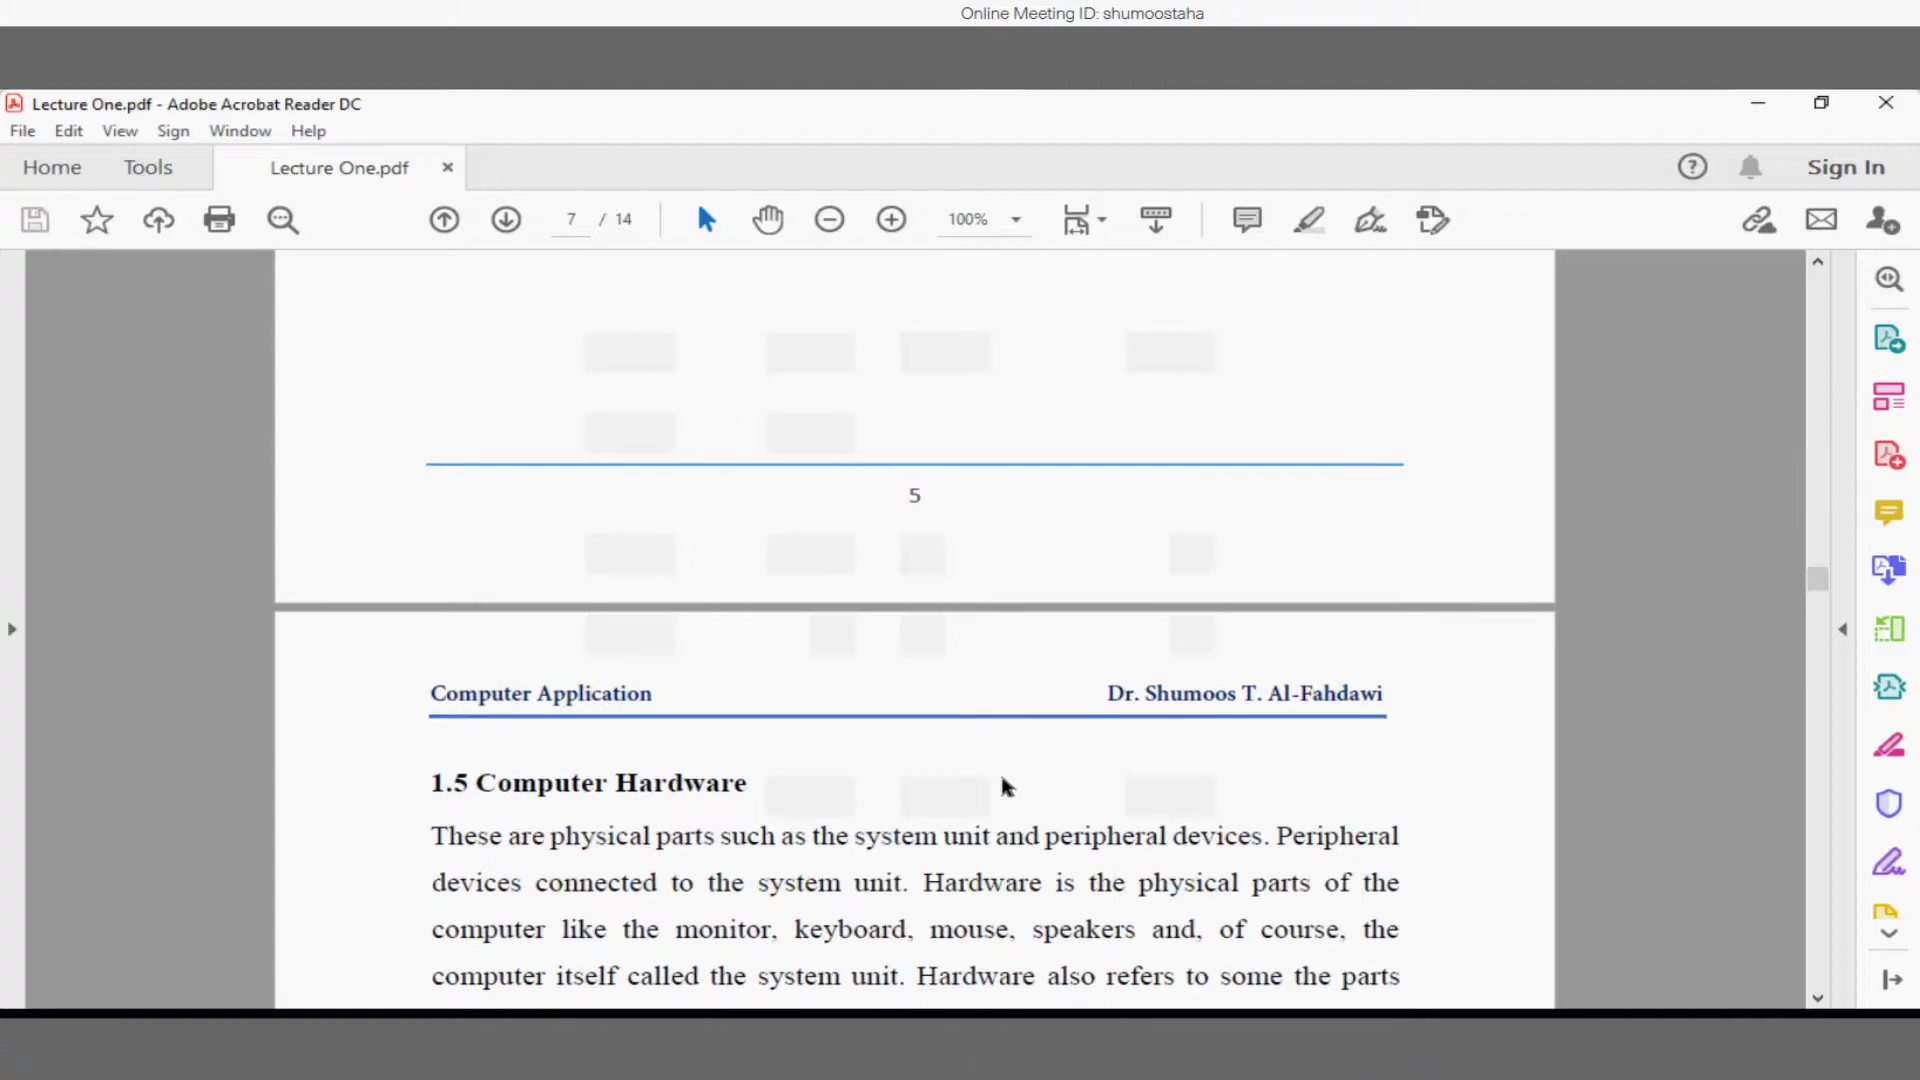 Online Meeting ID: shumoostaha
Lecture One.pdf - Adobe Acrobat Reader DC
File Edit View Sign Window Help
Home Tools Lecture One.pdf Sign In
7 / 14 100%
5
Computer Application Dr. Shumoos T. Al-Fahdawi
1.5 Computer Hardware
These are physical parts such as the system unit and peripheral devices. Peripheral
devices connected to the system unit. Hardware is the physical parts of the
computer like the monitor, keyboard, mouse, speakers and, of course, the
computer itself called the system unit. Hardware also refers to some the parts